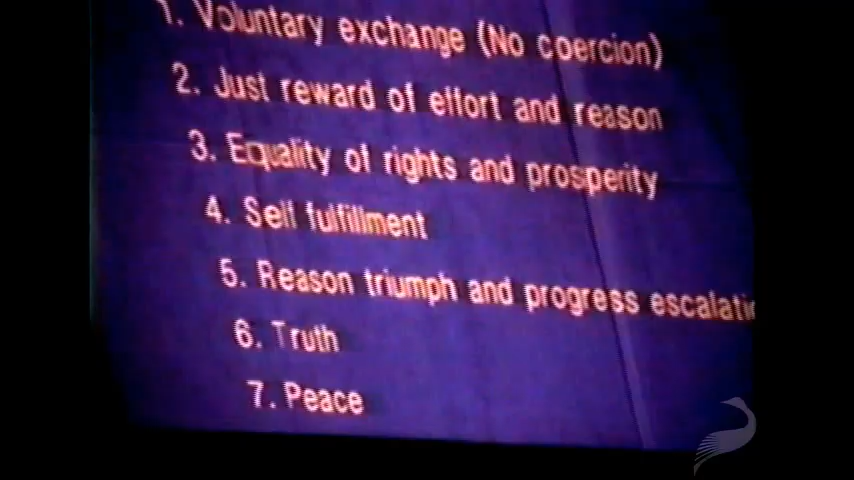 1. Voluntary exchange (No coercion)
2. Just reward of effort and reason
3. Equality of rights and prosperity
4. Self fulfillment
5. Reason triumph and progress
6. Truth
7. Peace